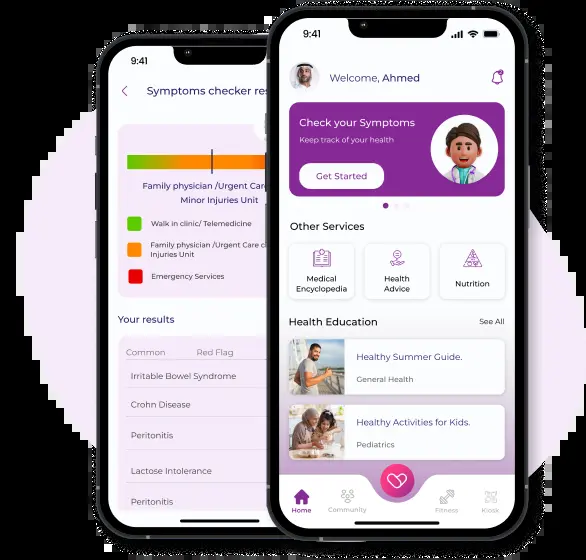 9:41
Symptoms checker res
Family physician /Urgent Car
Minor Injuries Unit
Walk in clinic/ Telemedicine
Family physician /Urgent Care c
Injuries Unit
Emergency Services
Your results
Common Red Flag
Irritable Bowel Syndrome
Crohn Disease
Peritonitis
Lactose Intolerance
Peritonitis
9:41
Welcome, Ahmed
Check your Symptoms
Keep track of your health
Get Started
Other Services
Medical
Encyclopedia
Health
Advice
Nutrition
Health Education See All
Healthy Summer Guide.
General Health
Healthy Activities for Kids.
Pediatrics
Home Community Fitness Kiosk